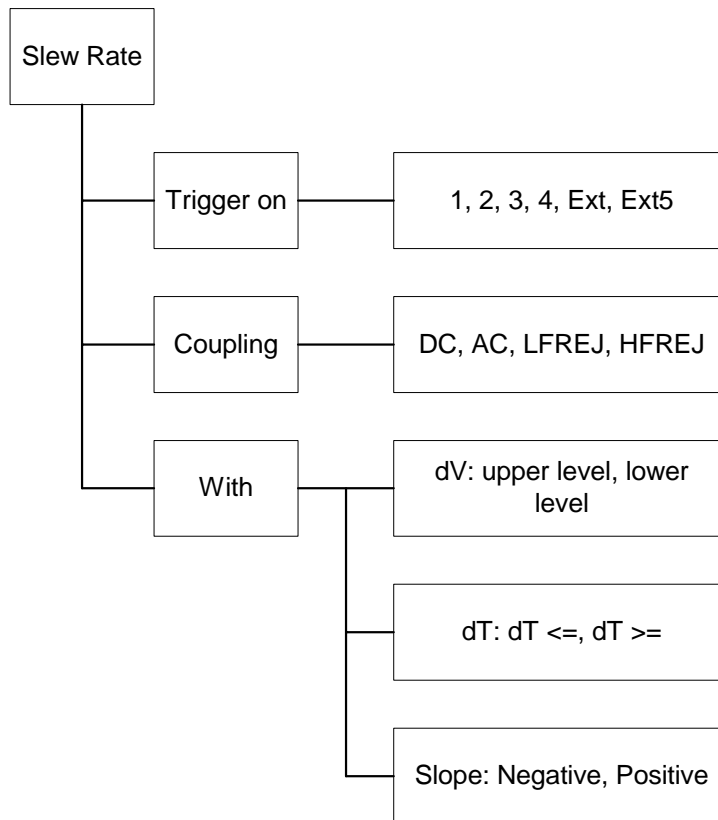 Slew Rate
Trigger on
1, 2, 3, 4, Ext, Ext5
Coupling
DC, AC, LFREJ, HFREJ
With
dV: upper level, lower
level
dT: dT <=, dT >=
Slope: Negative, Positive